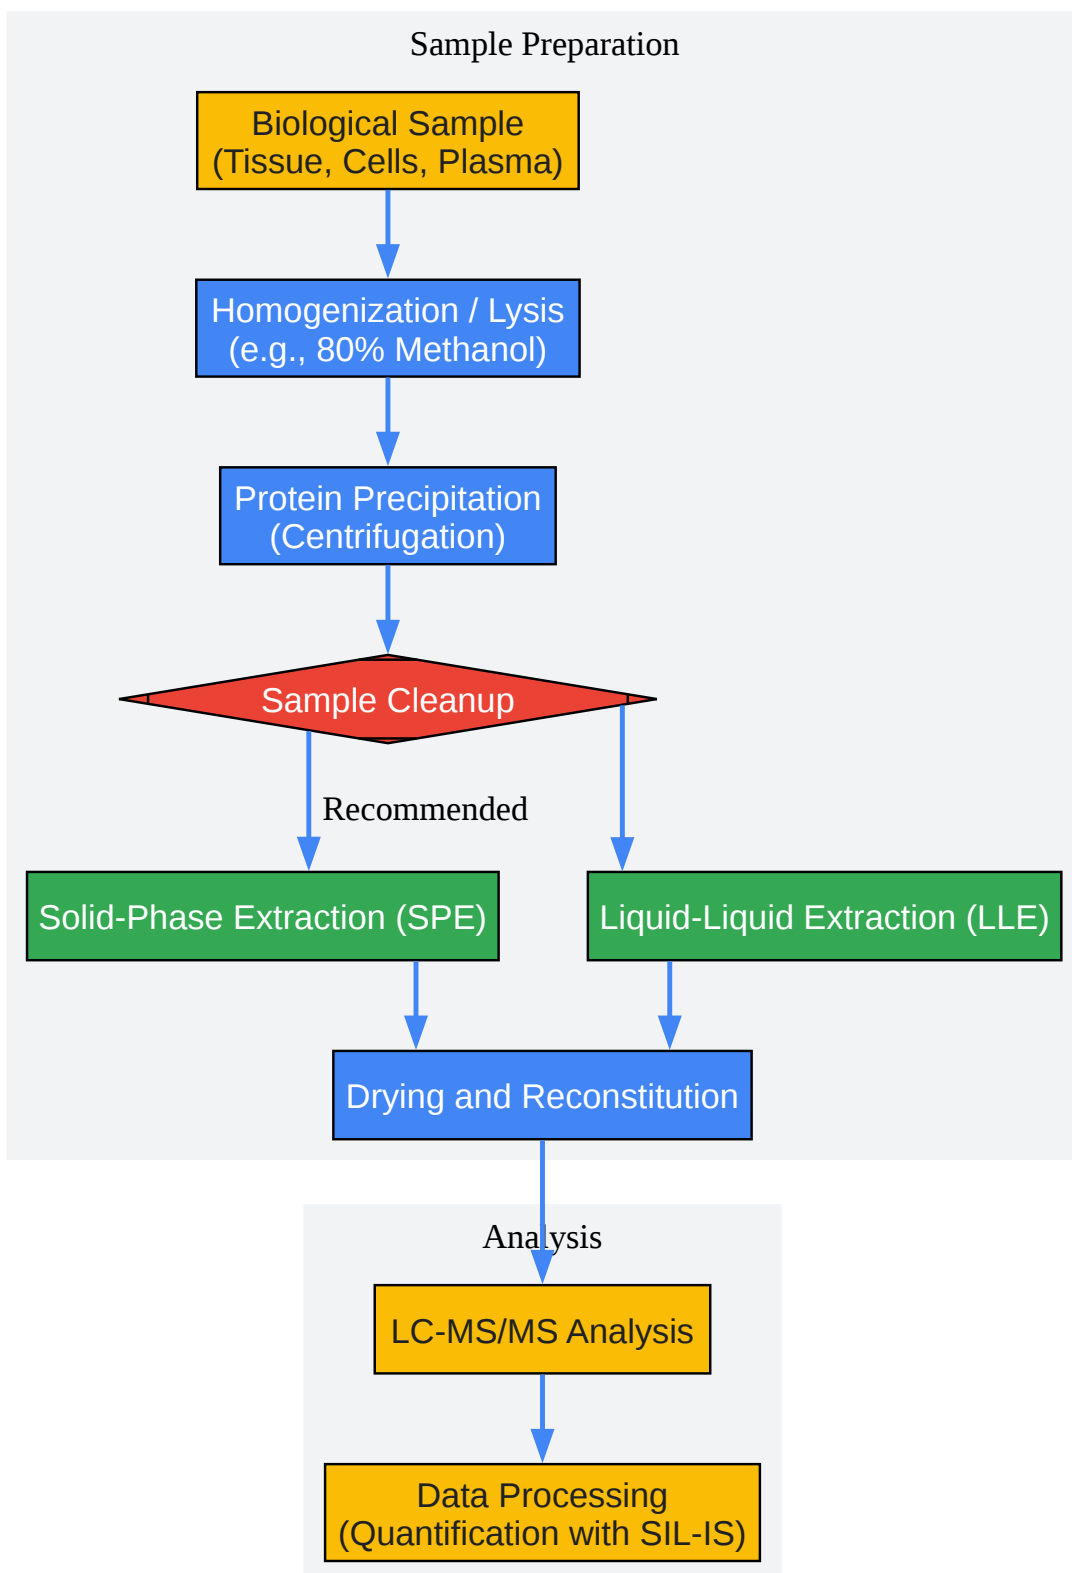 Sample Preparation
Biological Sample
(Tissue, Cells, Plasma)
Homogenization / Lysis
(e.g., 80% Methanol)
Protein Precipitation
(Centrifugation)
Sample Cleanup
Recommended
Solid-Phase Extraction (SPE)
Liquid-Liquid Extraction (LLE)
Drying and Reconstitution
Analysis
LC-MS/MS Analysis
Data Processing
(Quantification with SIL-IS)